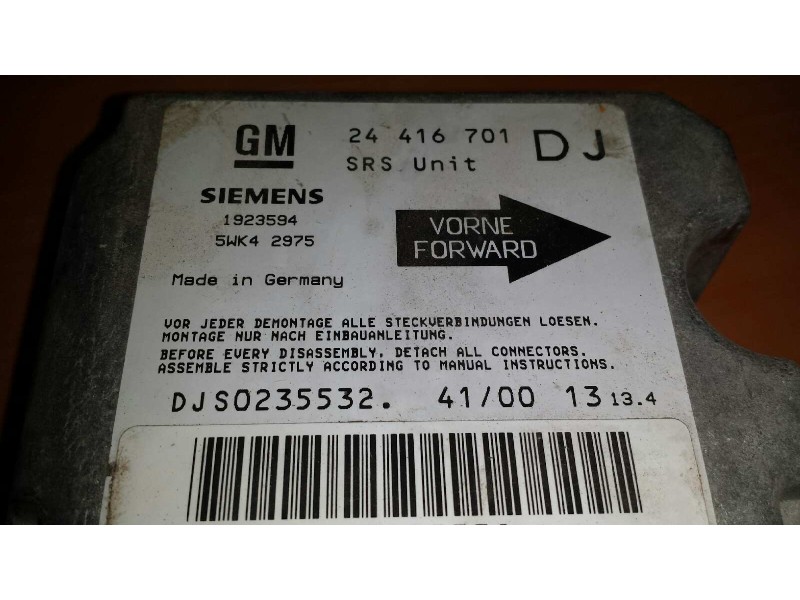 GM 24 416 701 DJ
SRS Unit
SIEMENS
1923594
5WK4 2975
VORNE
FORWARD
Made in Germany
VOR JEDER DEMONTAGE ALLE STECKVERBINDUNGEN LOESEN.
MONTAGE NUR NACH EINBAUANLEITUNG.
BEFORE EVERY DISASSEMBLY, DETACH ALL CONNECTORS.
ASSEMBLE STRICTLY ACCORDING TO MANUAL INSTRUCTIONS.
DJS0235532. 41/00 13 13.4